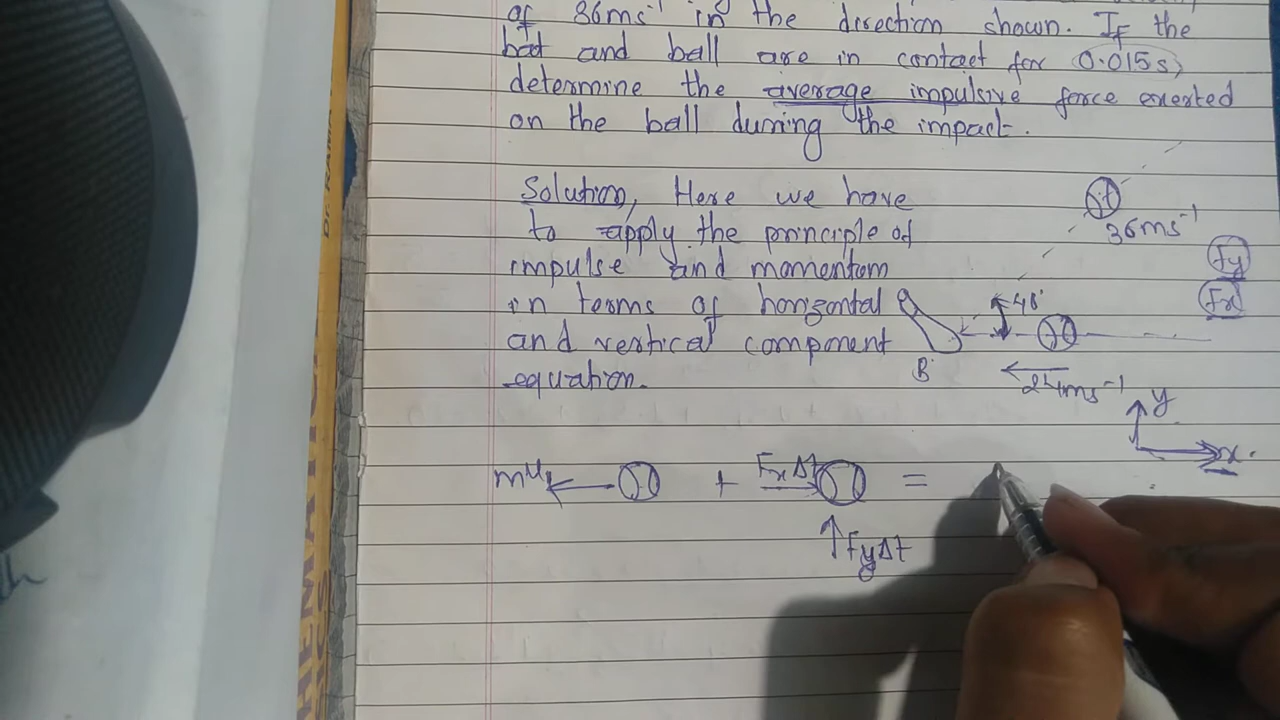 of 36ms⁻¹ in the direction shown. If the
bat and ball are in contact for 0.015s,
determine the average impulsive force exerted
on the ball during the impact.
Solution, Here we have
to apply the principle of
impulse and momentum
in terms of horizontal
and vertical component
equation.
36ms⁻¹
Fy
Fx
B
24ms⁻¹
y
x
+ FxΔt =
FyΔt